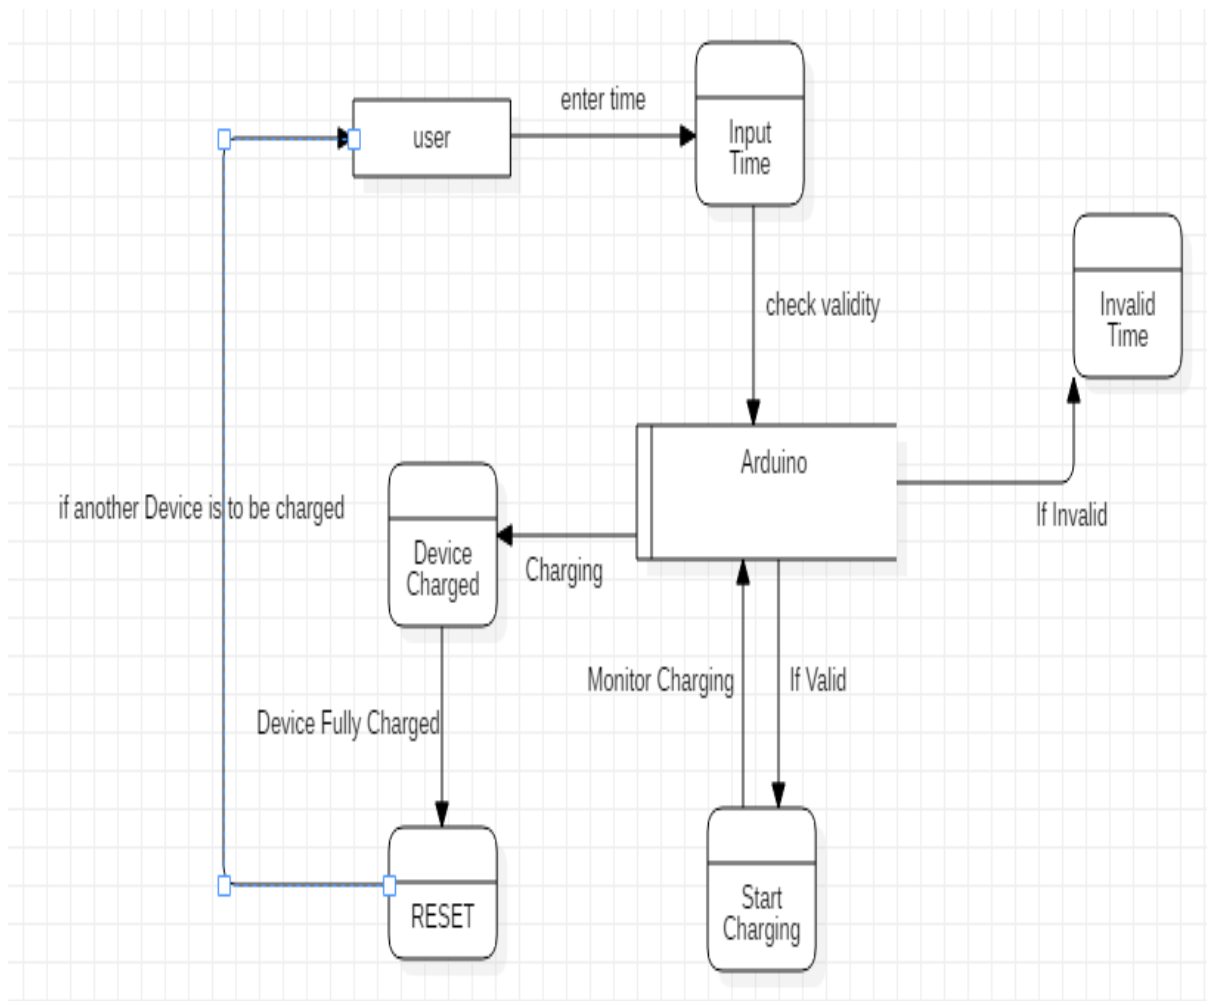 enter time
user
Input
Time
check validity
Invalid
Time
Arduino
If Invalid
if another Device is to be charged
Device
Charged
Charging
Monitor Charging
If Valid
Device Fully Charged
Start
Charging
RESET